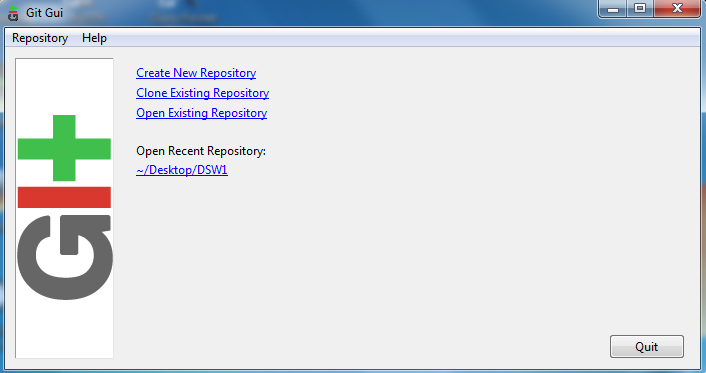 Git Gui
Repository Help
Create New Repository
Clone Existing Repository
Open Existing Repository
Open Recent Repository:
~/Desktop/DSW1
GIt
Quit